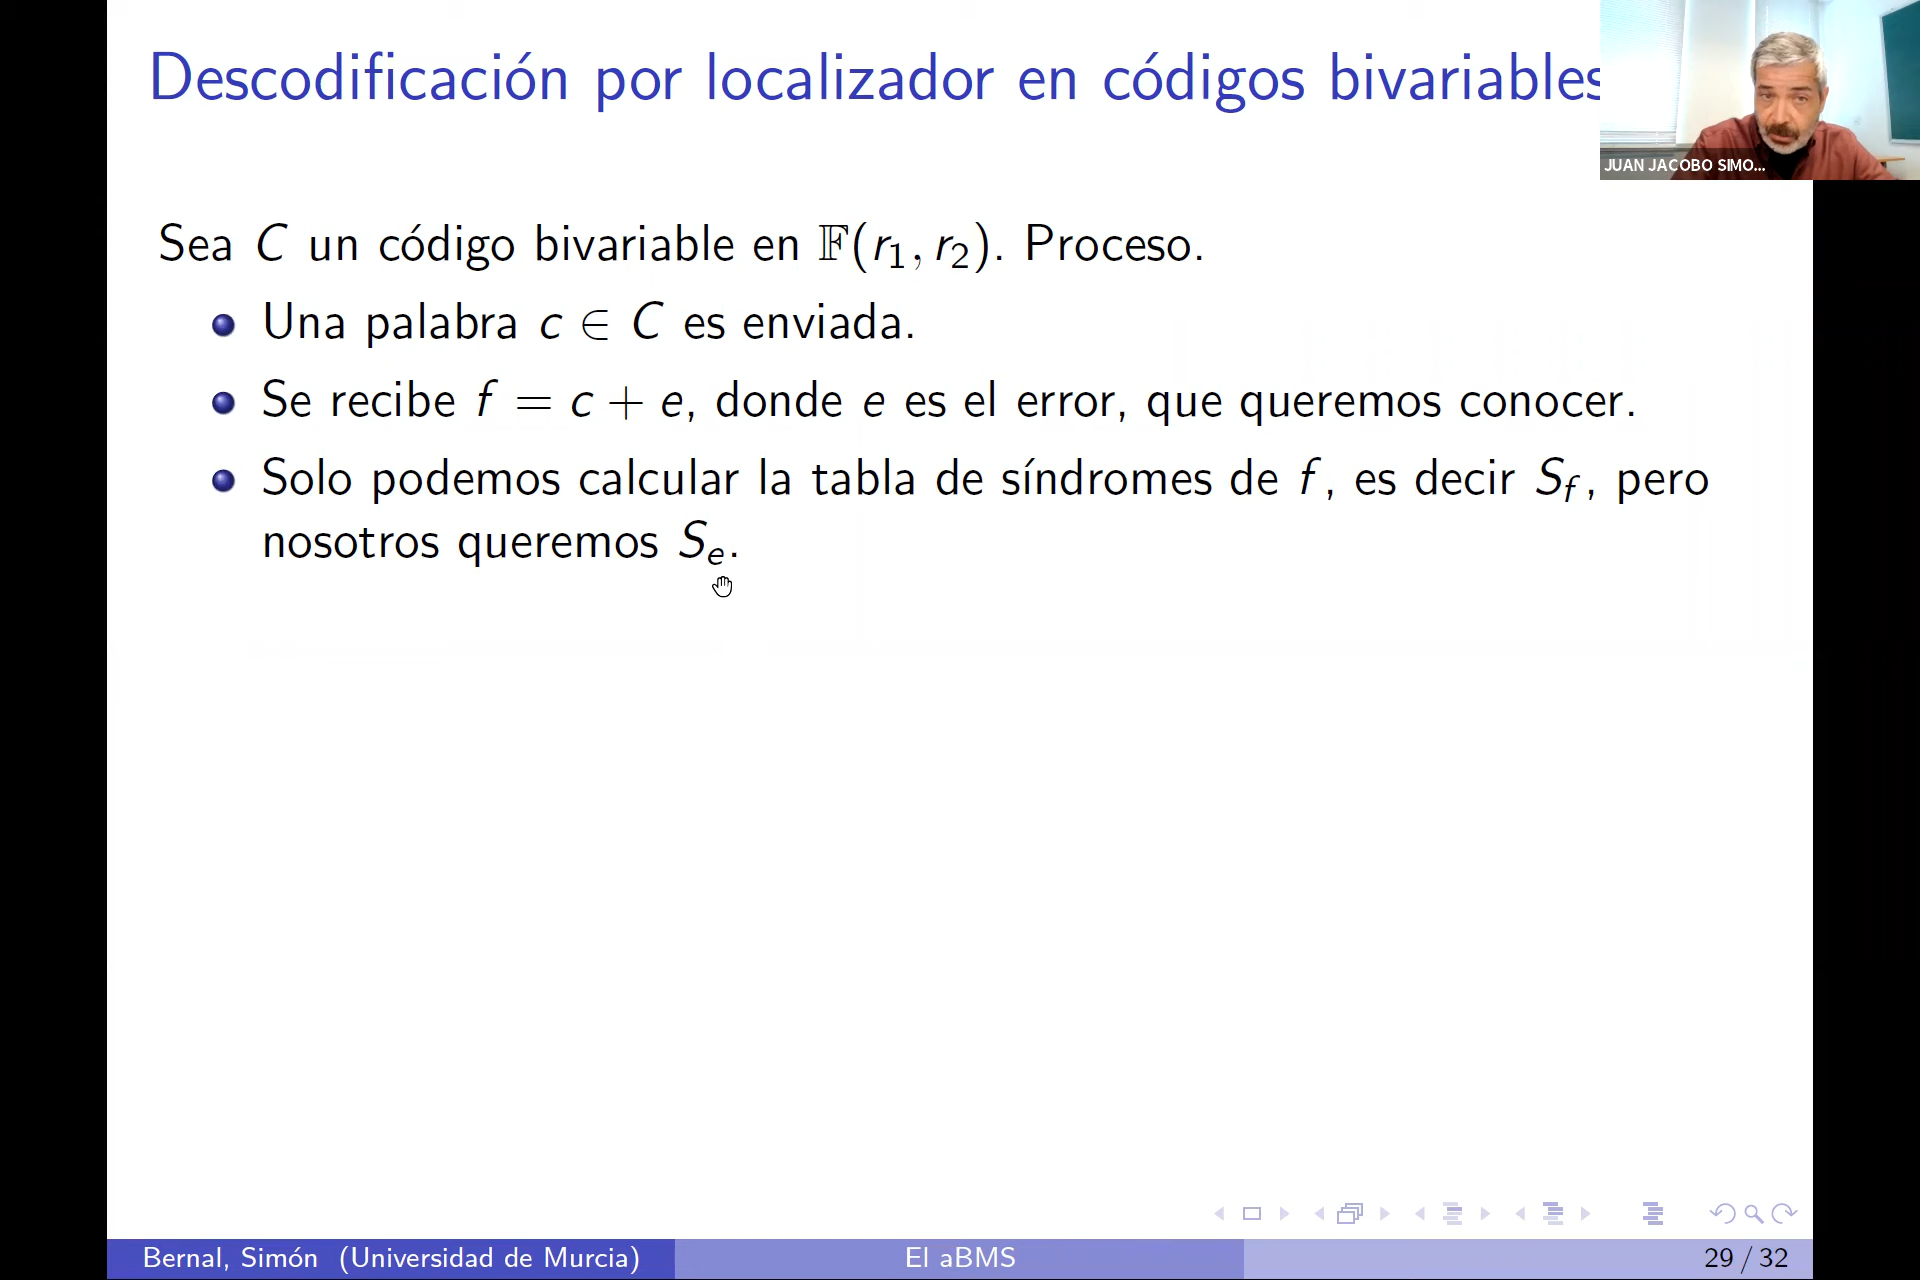 Descodificación por localizador en códigos bivariables
JUAN JACOBO SIMO...
Sea C un código bivariable en 𝔽(r₁, r₂). Proceso.
Una palabra c ∈ C es enviada.
Se recibe f = c + e, donde e es el error, que queremos conocer.
Solo podemos calcular la tabla de síndromes de f, es decir S_f, pero
nosotros queremos S_e.
Bernal, Simón (Universidad de Murcia)
El aBMS
29 / 32